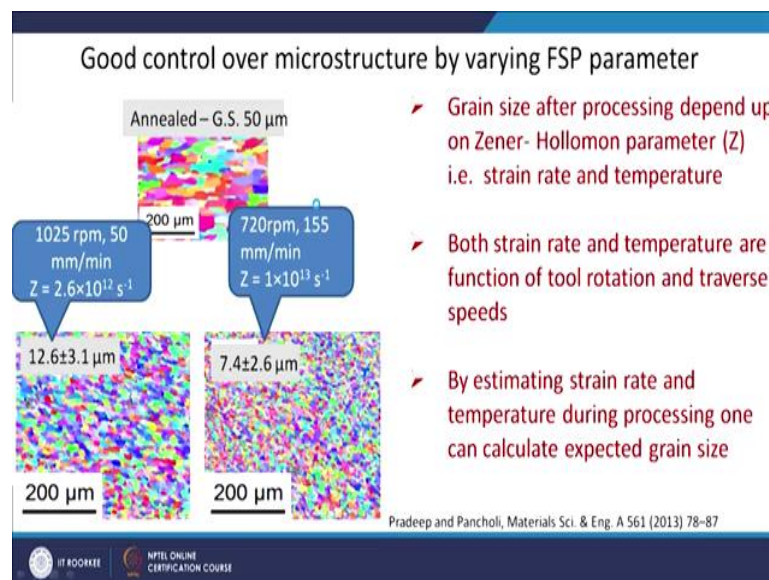 Good control over microstructure by varying FSP parameter
Annealed – G.S. 50 μm
200 μm
1025 rpm, 50
mm/min
Z = 2.6×10¹² s⁻¹
720rpm, 155
mm/min
Z = 1×10¹³ s⁻¹
12.6±3.1 μm
7.4±2.6 μm
200 μm
200 μm
➢ Grain size after processing depend up
on Zener- Hollomon parameter (Z)
i.e. strain rate and temperature
➢ Both strain rate and temperature are
function of tool rotation and traverse
speeds
➢ By estimating strain rate and
temperature during processing one
can calculate expected grain size
Pradeep and Pancholi, Materials Sci. & Eng. A 561 (2013) 78–87
IIT ROORKEE
NPTEL ONLINE
CERTIFICATION COURSE